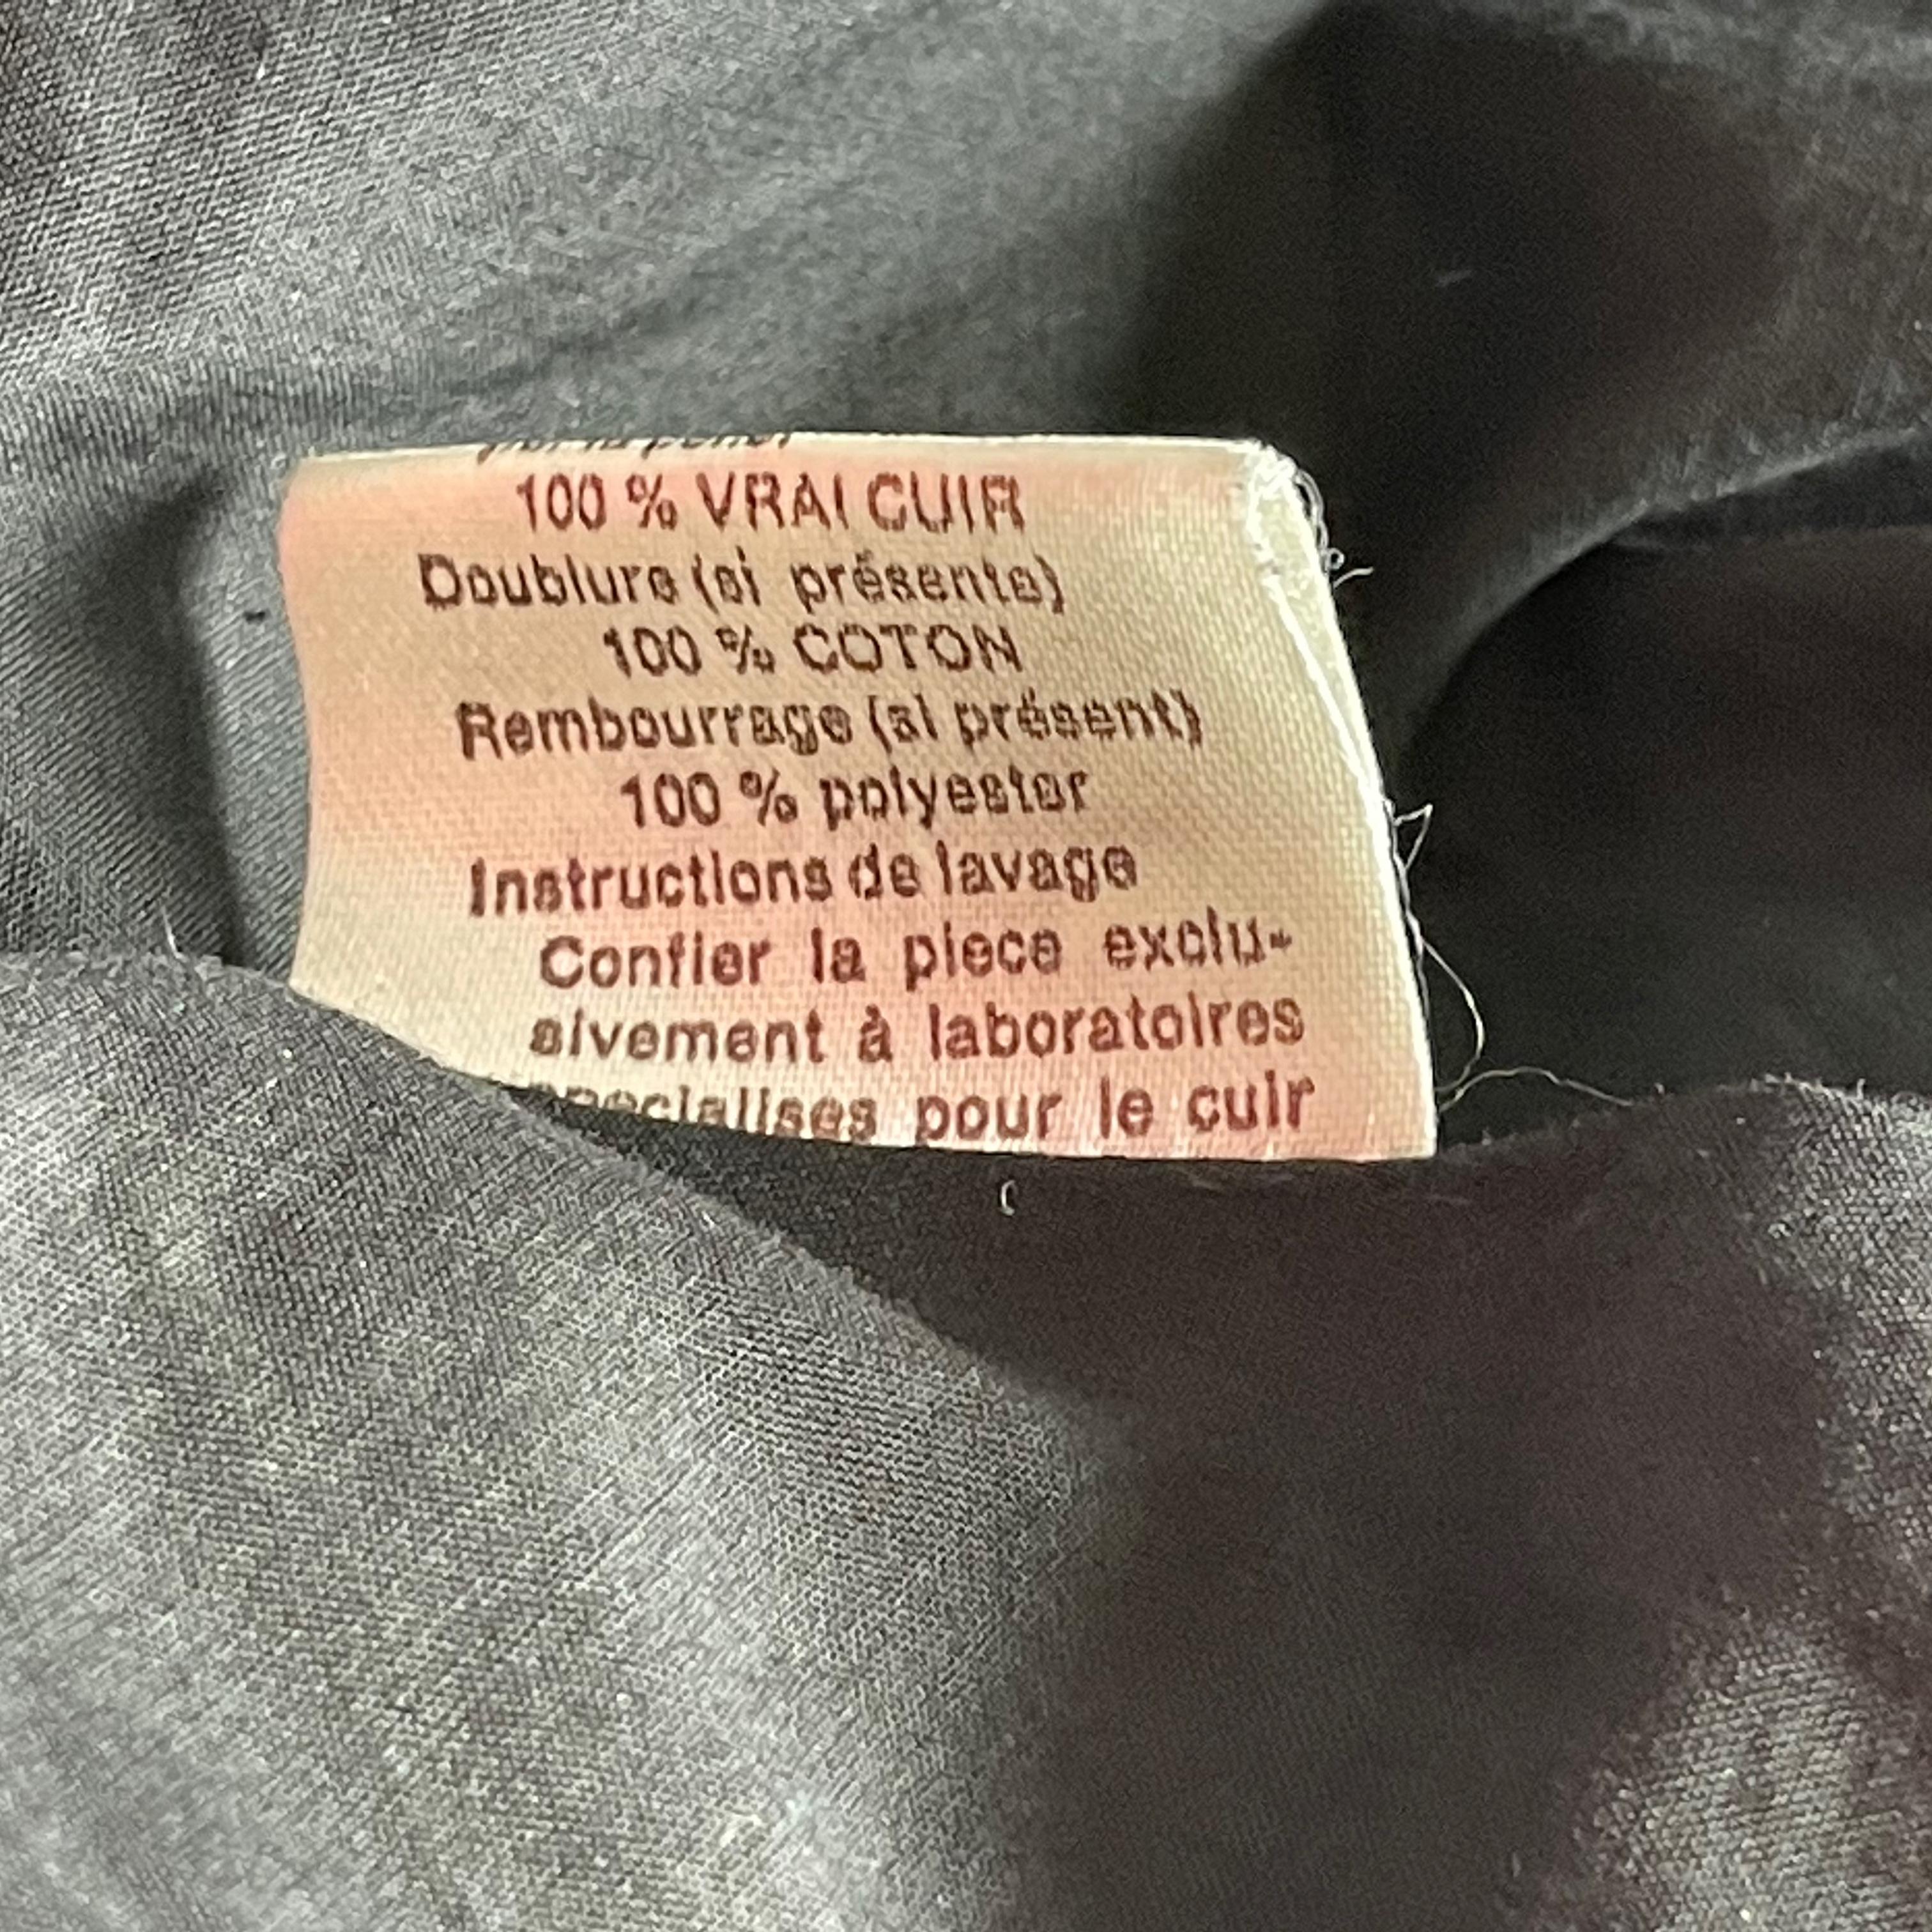 100 % VRAI CUIR
Doublure (si présente)
100 % COTON
Rembourrage (si présent)
100 % polyester
Instructions de lavage
Confier la piece exclu-
sivement à laboratoires
specialises pour le cuir